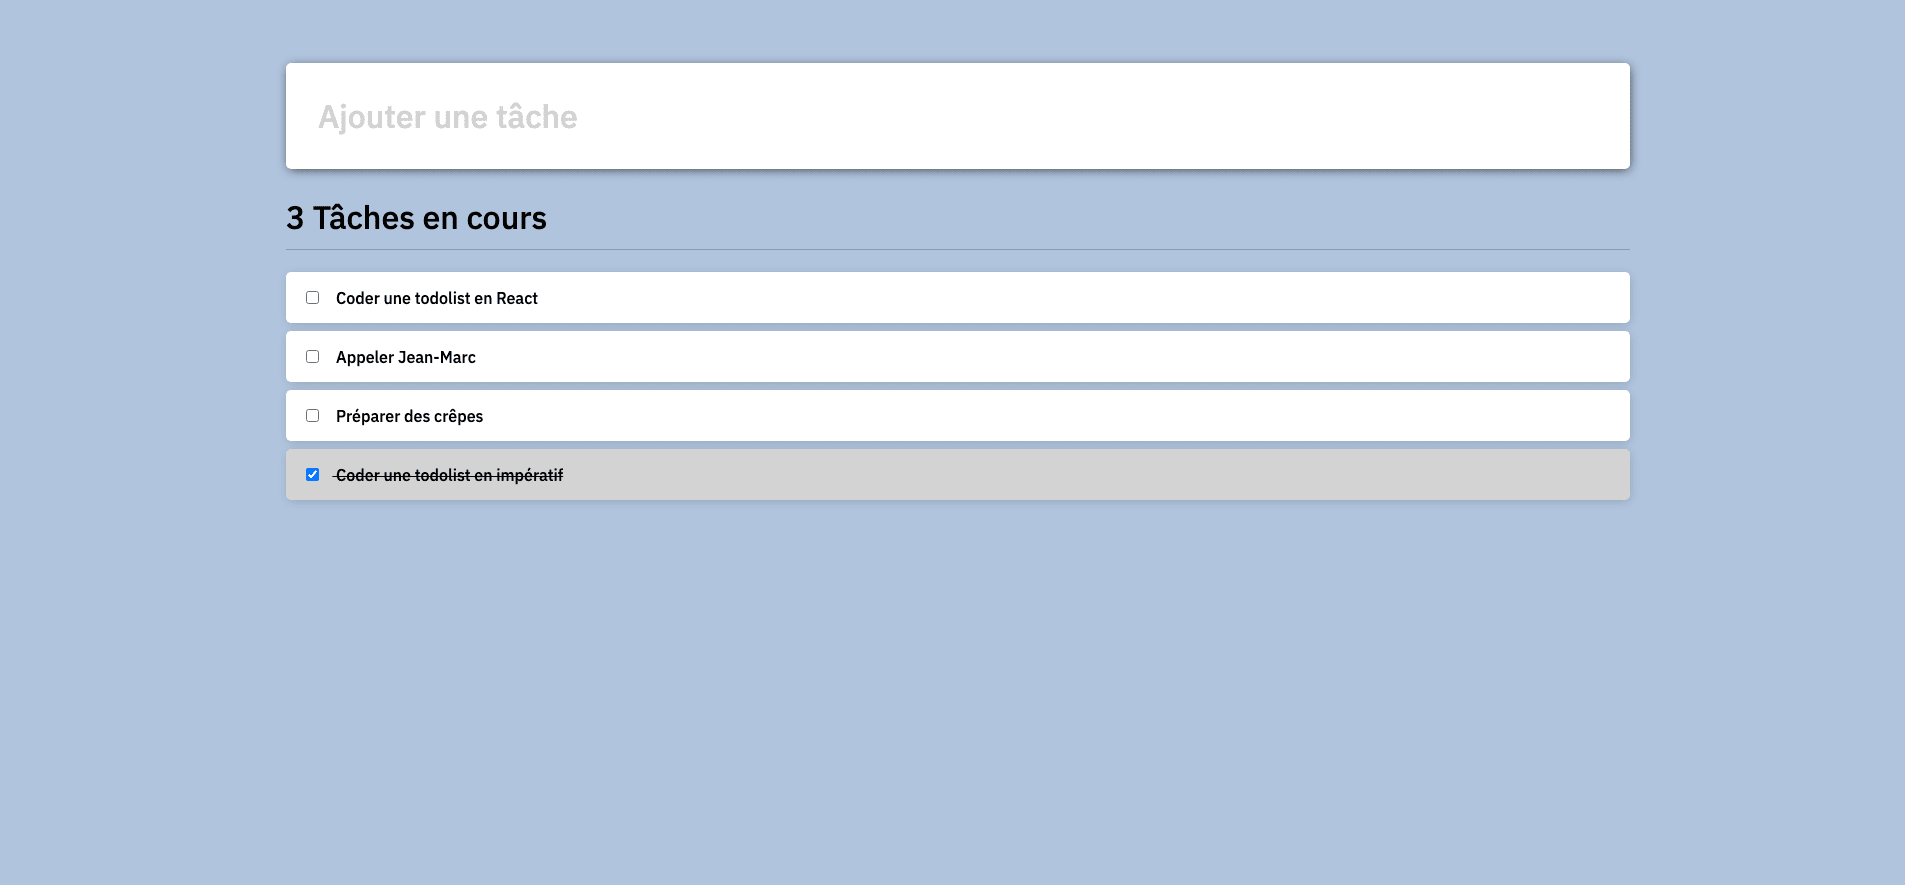 Ajouter une tâche
3 Tâches en cours
Coder une todolist en React
Appeler Jean-Marc
Préparer des crêpes
Coder une todolist en impératif